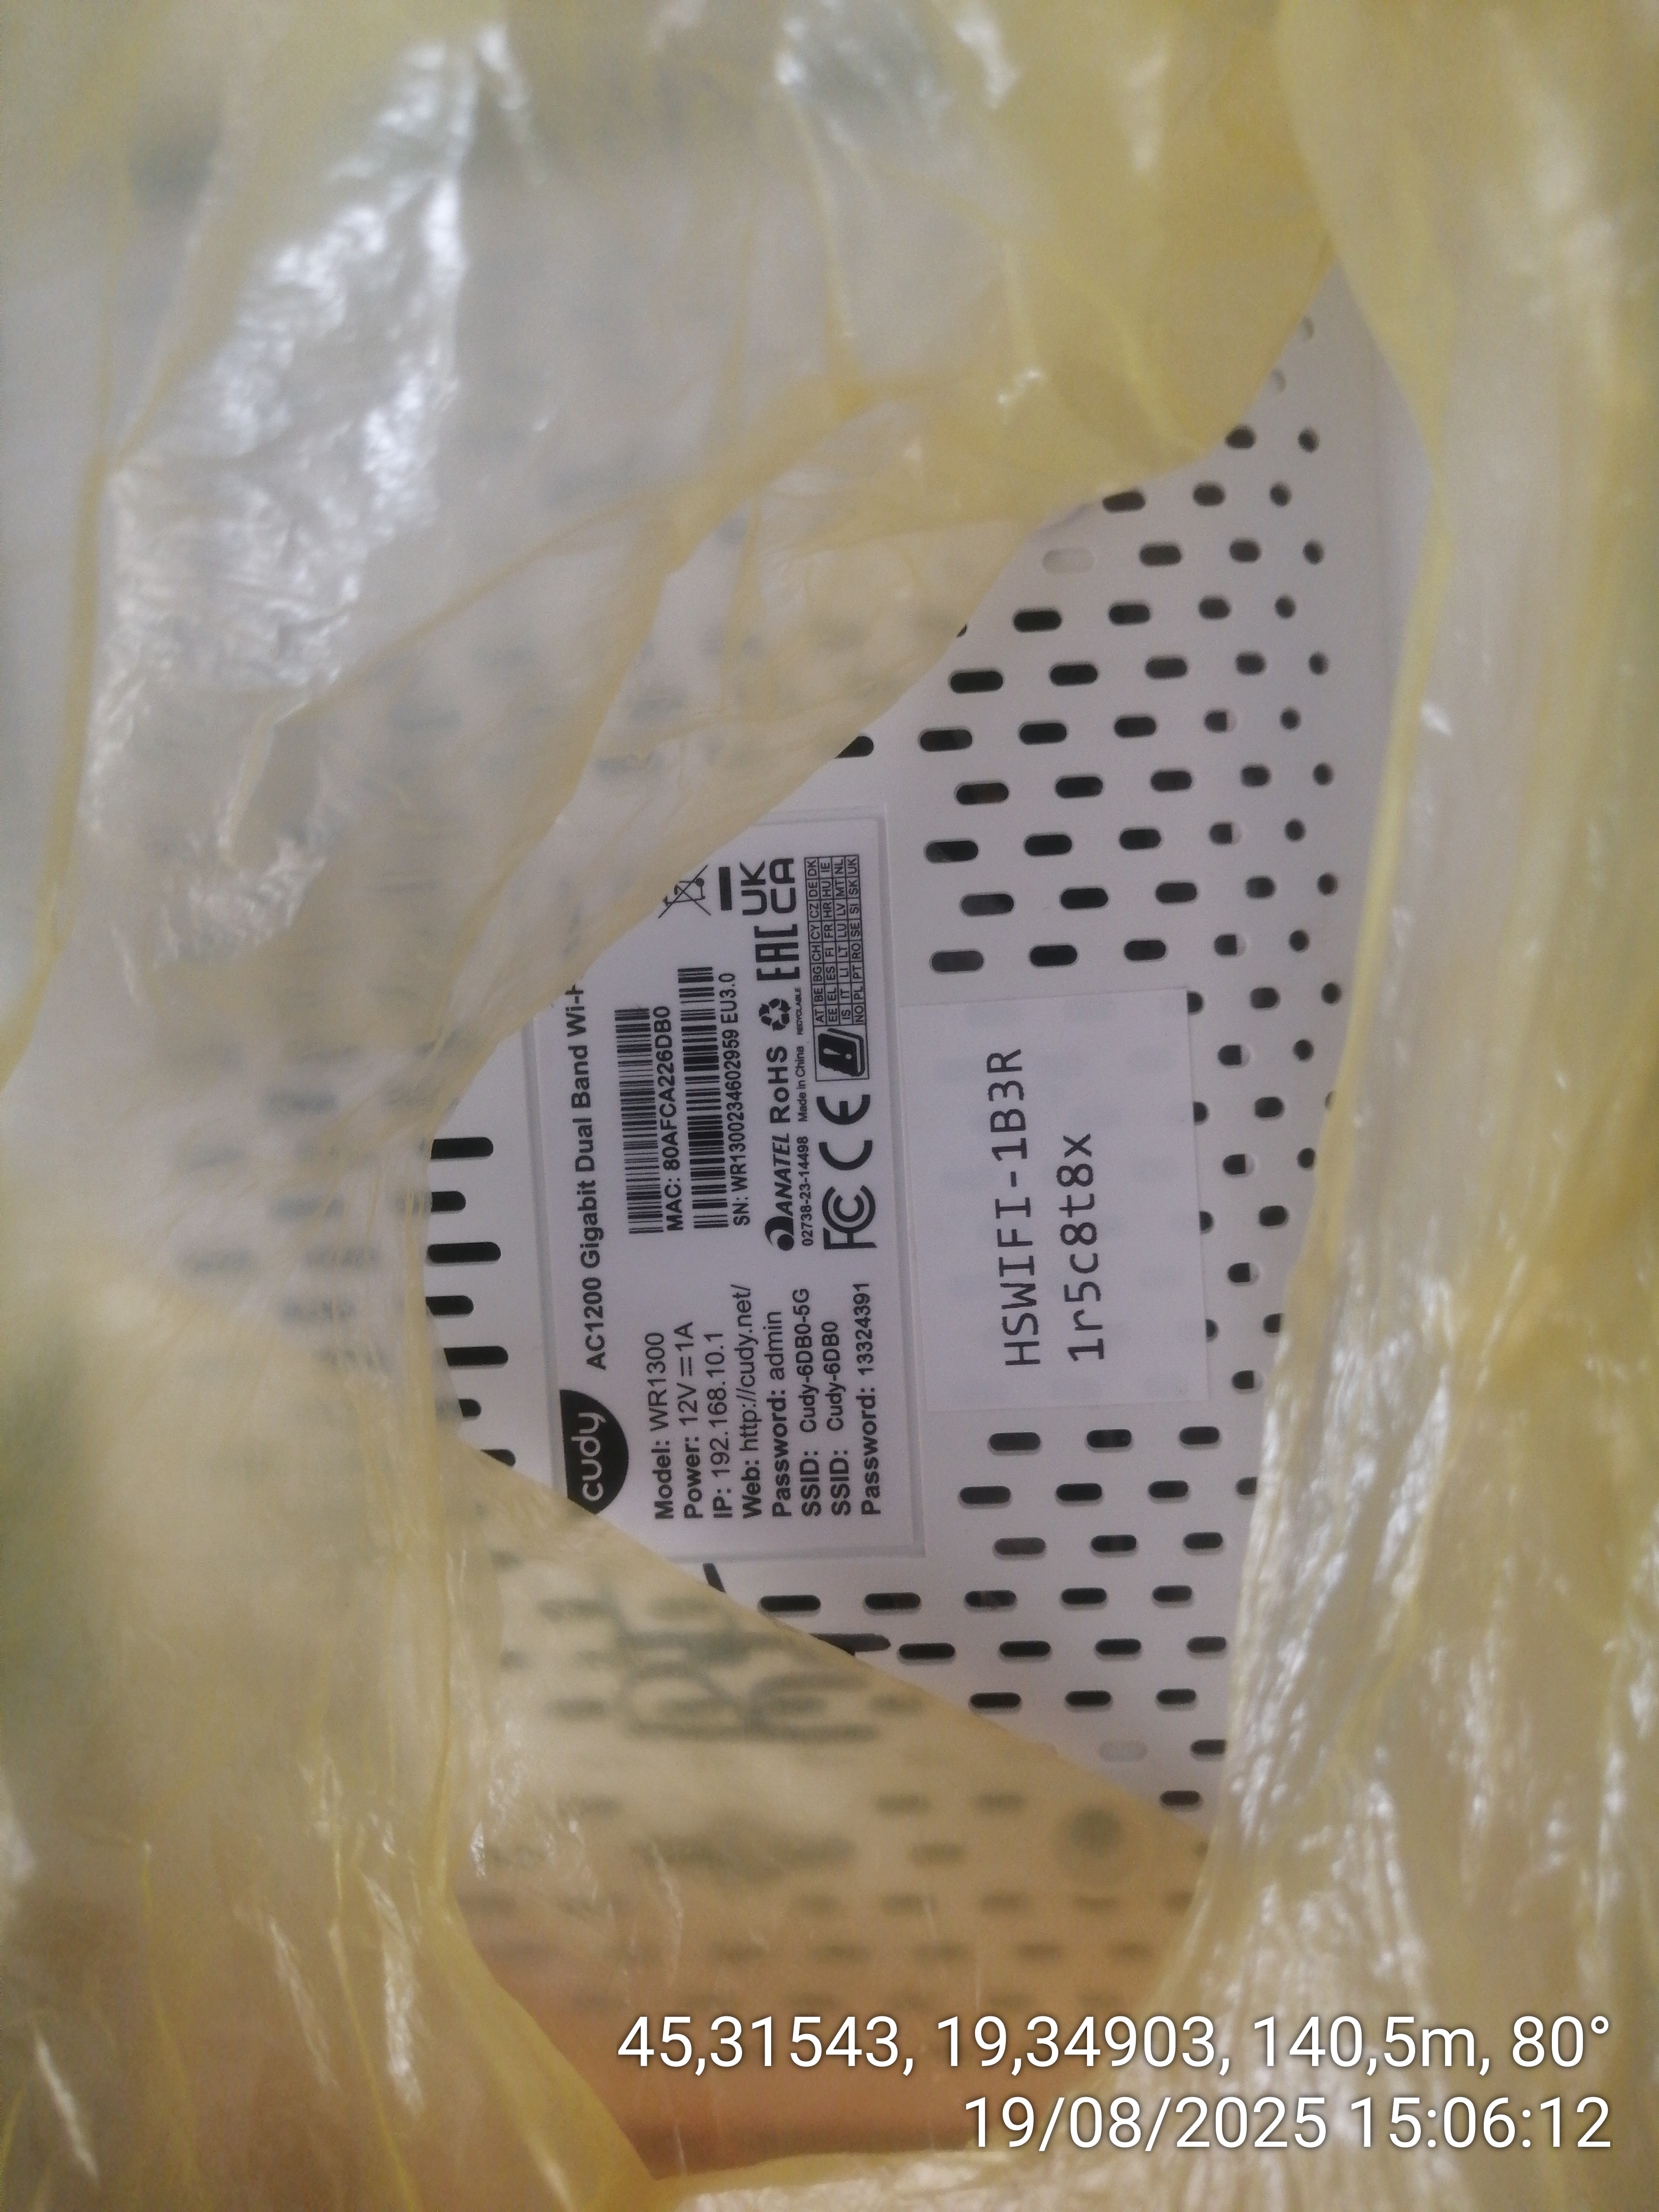 cudy
AC1200 Gigabit Dual Band Wi-F
Model: WR1300
Power: 12V⎓1A
IP: 192.168.10.1
Web: http://cudy.net/
Password: admin
SSID: Cudy-6DB0-5G
SSID: Cudy-6DB0
Password: 13324391
MAC: 80AFCA226DB0
SN: WR1300234602959 EU3.0
ANATEL RoHS RECYCLABLE EAC UK CA
02738-23-14498 Made in China
FC CE
AT BE BG CH CY CZ DE DK
EE EL ES FI FR HR HU IE
IS IT LI LT LU LV MT NL
NO PL PT RO SE SI SK UK
HSWIFI-1B3R
1r5c8t8x
45,31543, 19,34903, 140,5m, 80°
19/08/2025 15:06:12